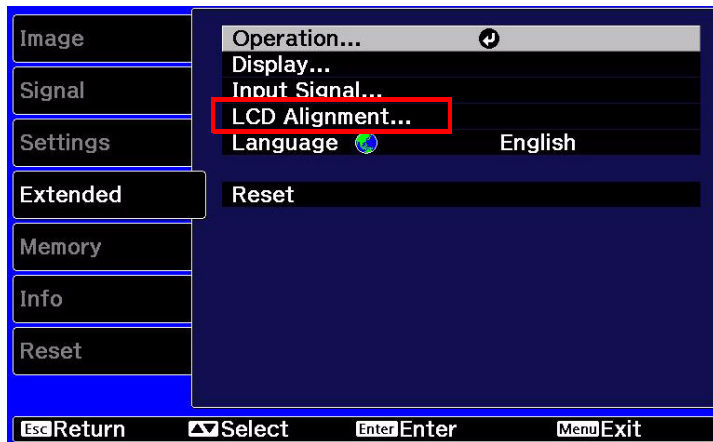 Image
Signal
Settings
Extended
Memory
Info
Reset
Operation...
Display...
Input Signal...
LCD Alignment...
Language English
Reset
Esc Return Select Enter Enter Menu Exit